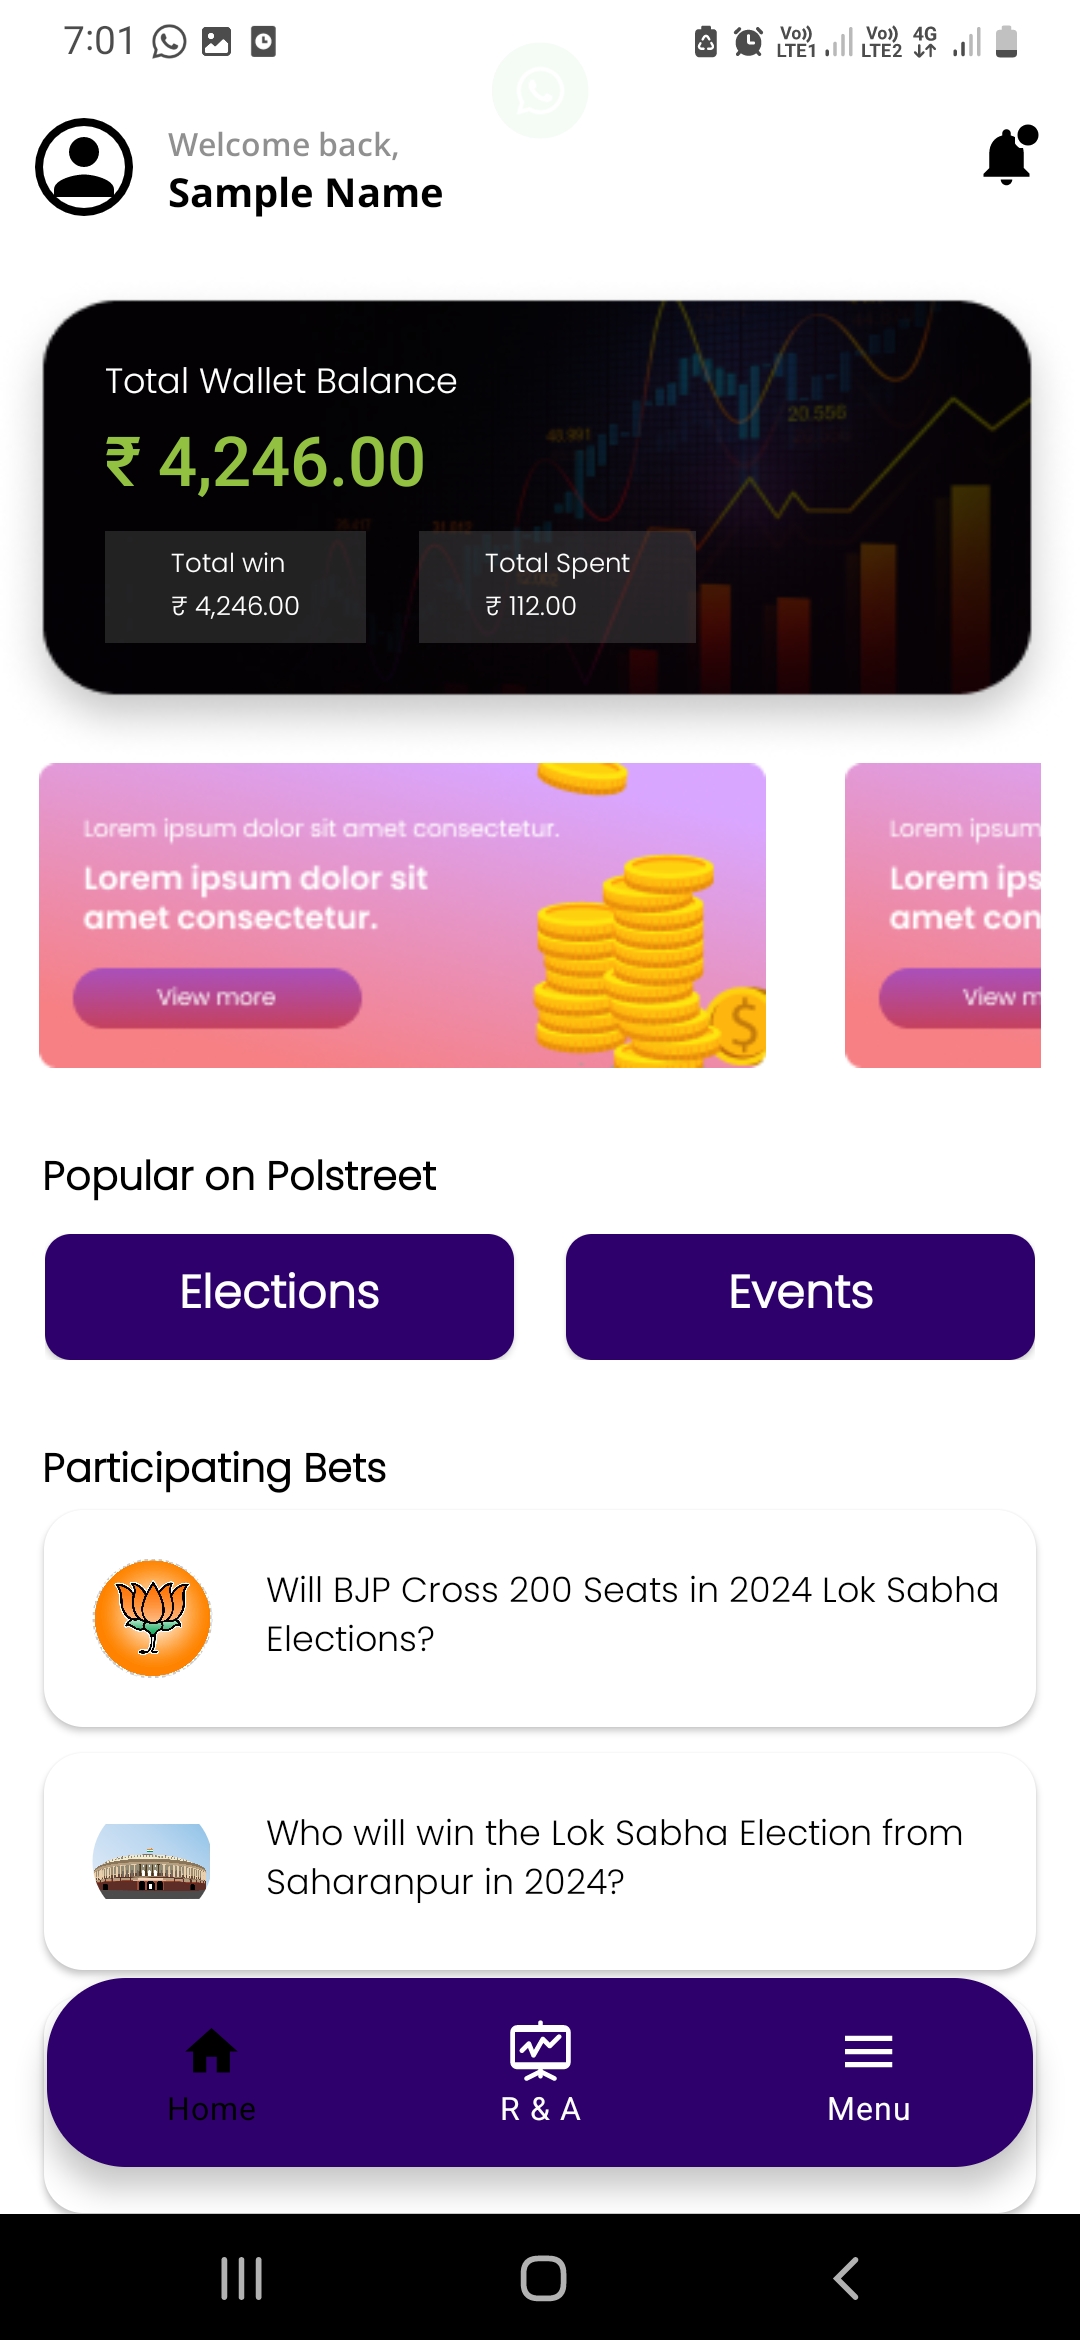 7:01
Vo)) LTE1 Vo)) LTE2 4G
Welcome back,
Sample Name
Total Wallet Balance
₹ 4,246.00
20.556
Total win
₹ 4,246.00
Total Spent
₹ 112.00
Lorem ipsum dolor sit amet consectetur.
Lorem ipsum dolor sit
amet consectetur.
View more
Lorem ipsum
Lorem ips
amet con
View m
Popular on Polstreet
Elections
Events
Participating Bets
Will BJP Cross 200 Seats in 2024 Lok Sabha
Elections?
Who will win the Lok Sabha Election from
Saharanpur in 2024?
Home
R & A
Menu